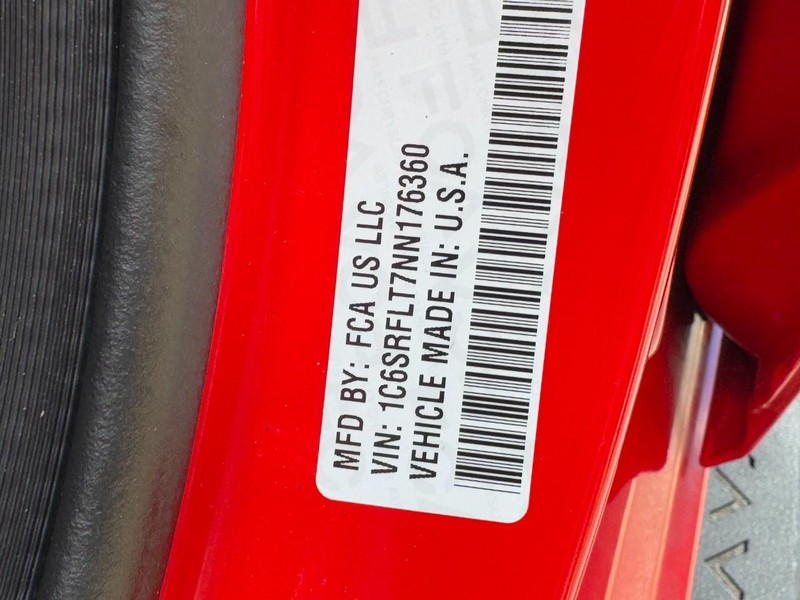 MFD BY: FCA US LLC
VIN: 1C6SRFLT7NN176360
VEHICLE MADE IN: U.S.A.